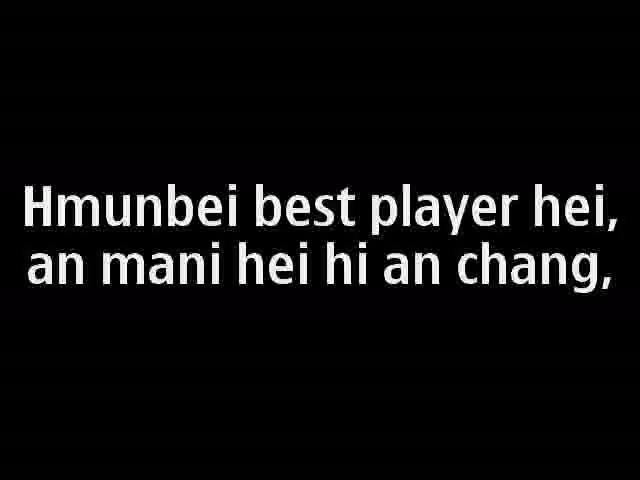 Hmunbei best player hei,
an mani hei hi an chang,